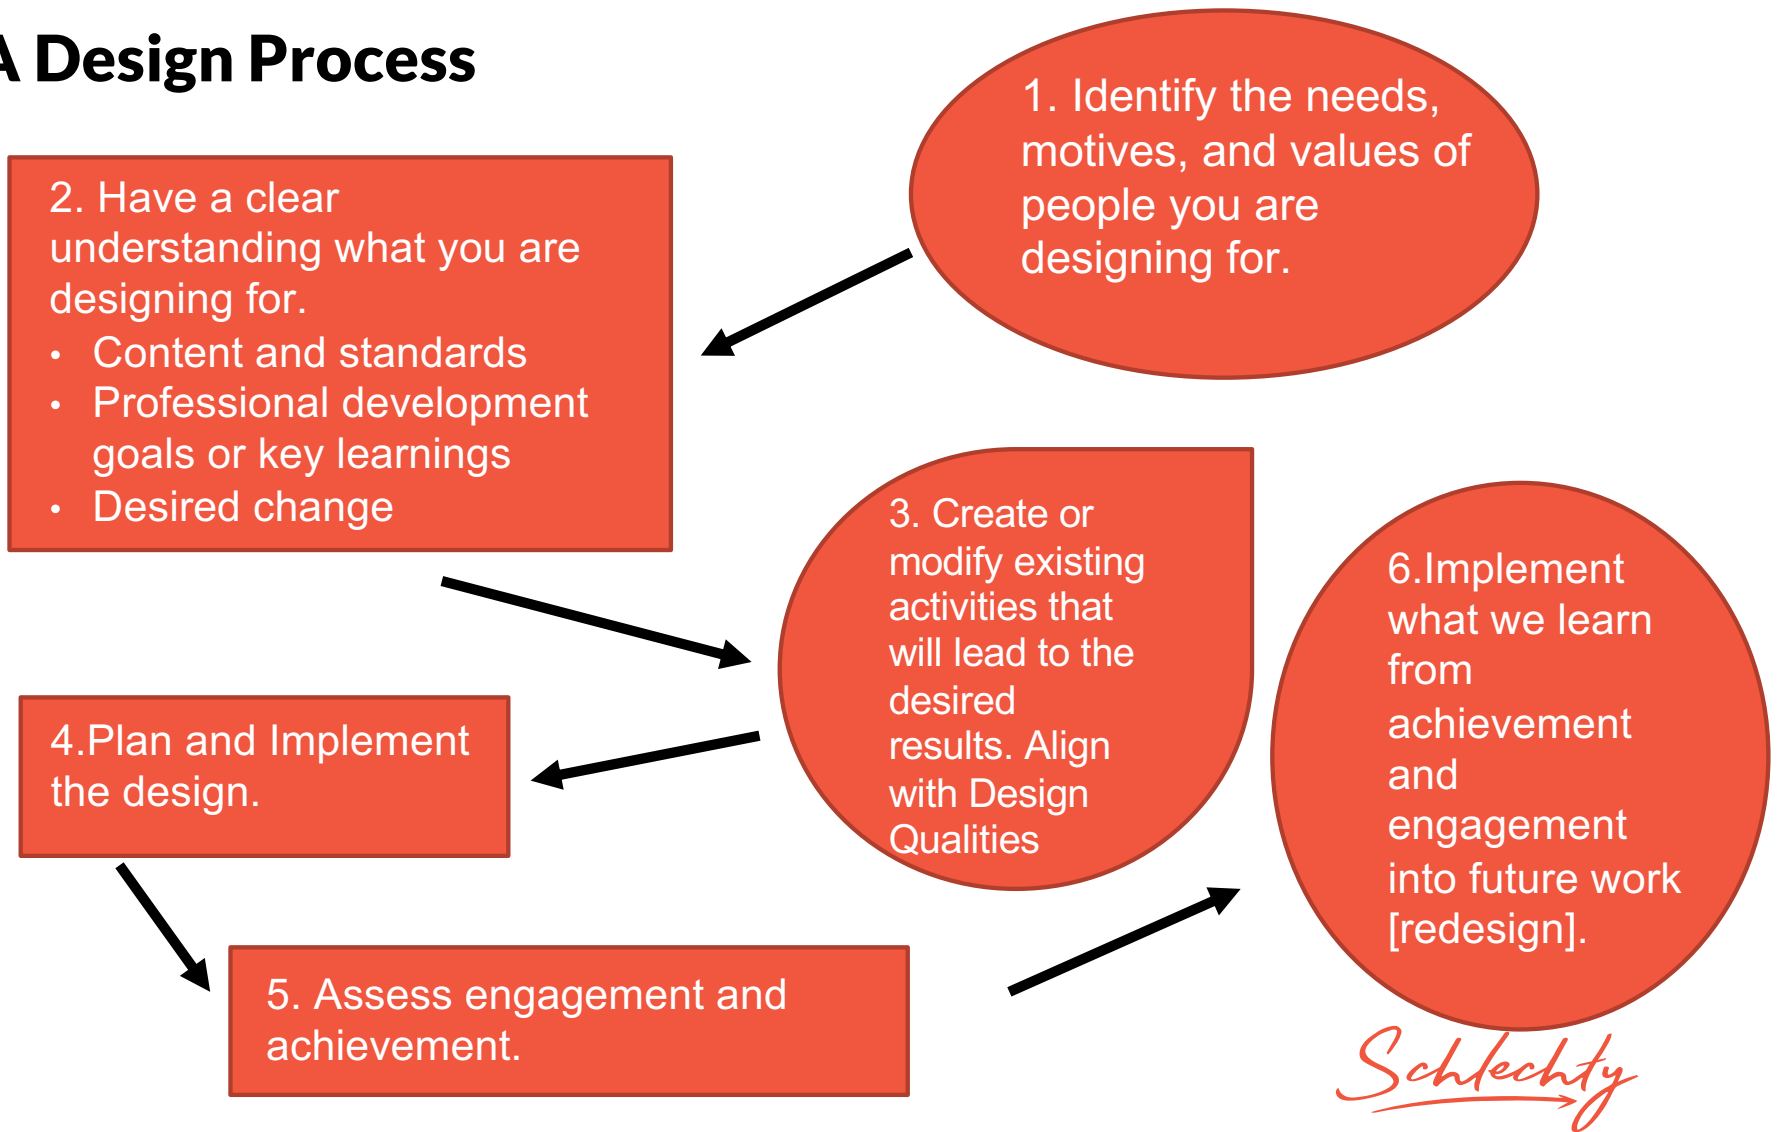 A Design Process
1. Identify the needs,
motives, and values of
people you are
designing for.
2. Have a clear
understanding what you are
designing for.
• Content and standards
• Professional development
goals or key learnings
• Desired change
3. Create or
modify existing
activities that
will lead to the
desired
results. Align
with Design
Qualities
4.Plan and Implement
the design.
5. Assess engagement and
achievement.
6.Implement
what we learn
from
achievement
and
engagement
into future work
[redesign].
Schlechty